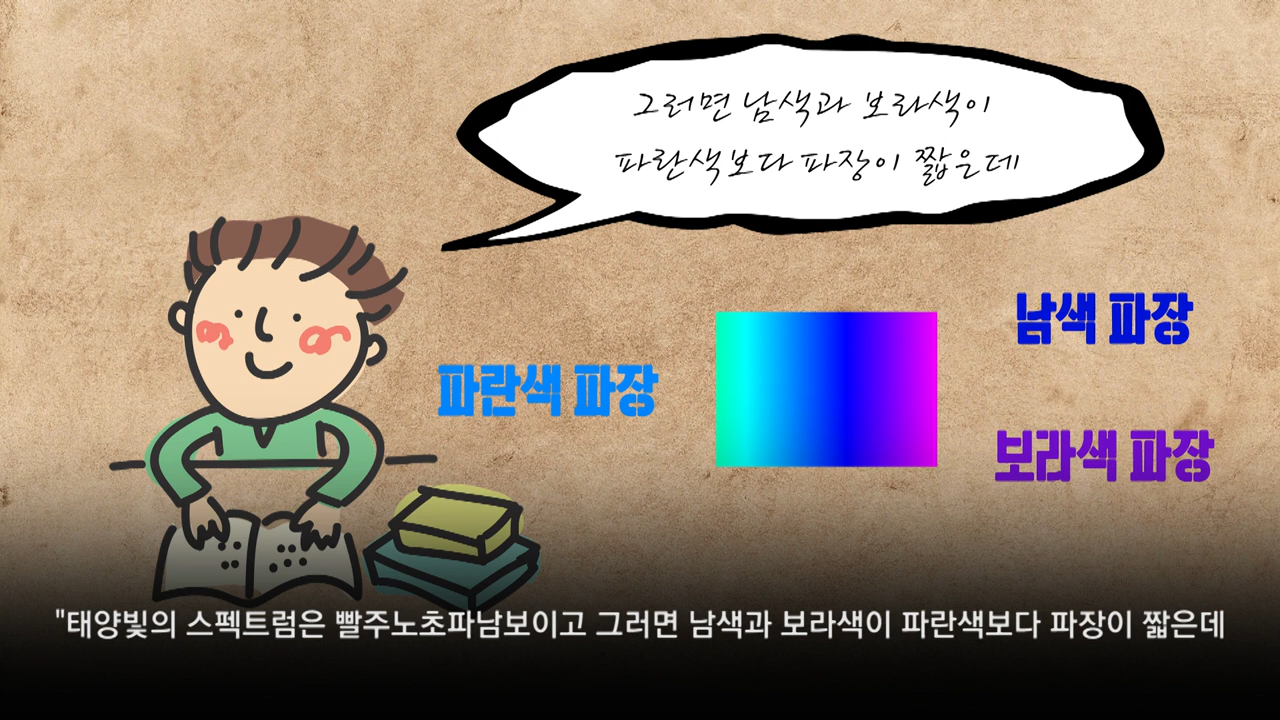 그러면 남색과 보라색이
파란색보다 파장이 짧은데
남색 파장
파란색 파장
보라색 파장
"태양빛의 스펙트럼은 빨주노초파남보이고 그러면 남색과 보라색이 파란색보다 파장이 짧은데